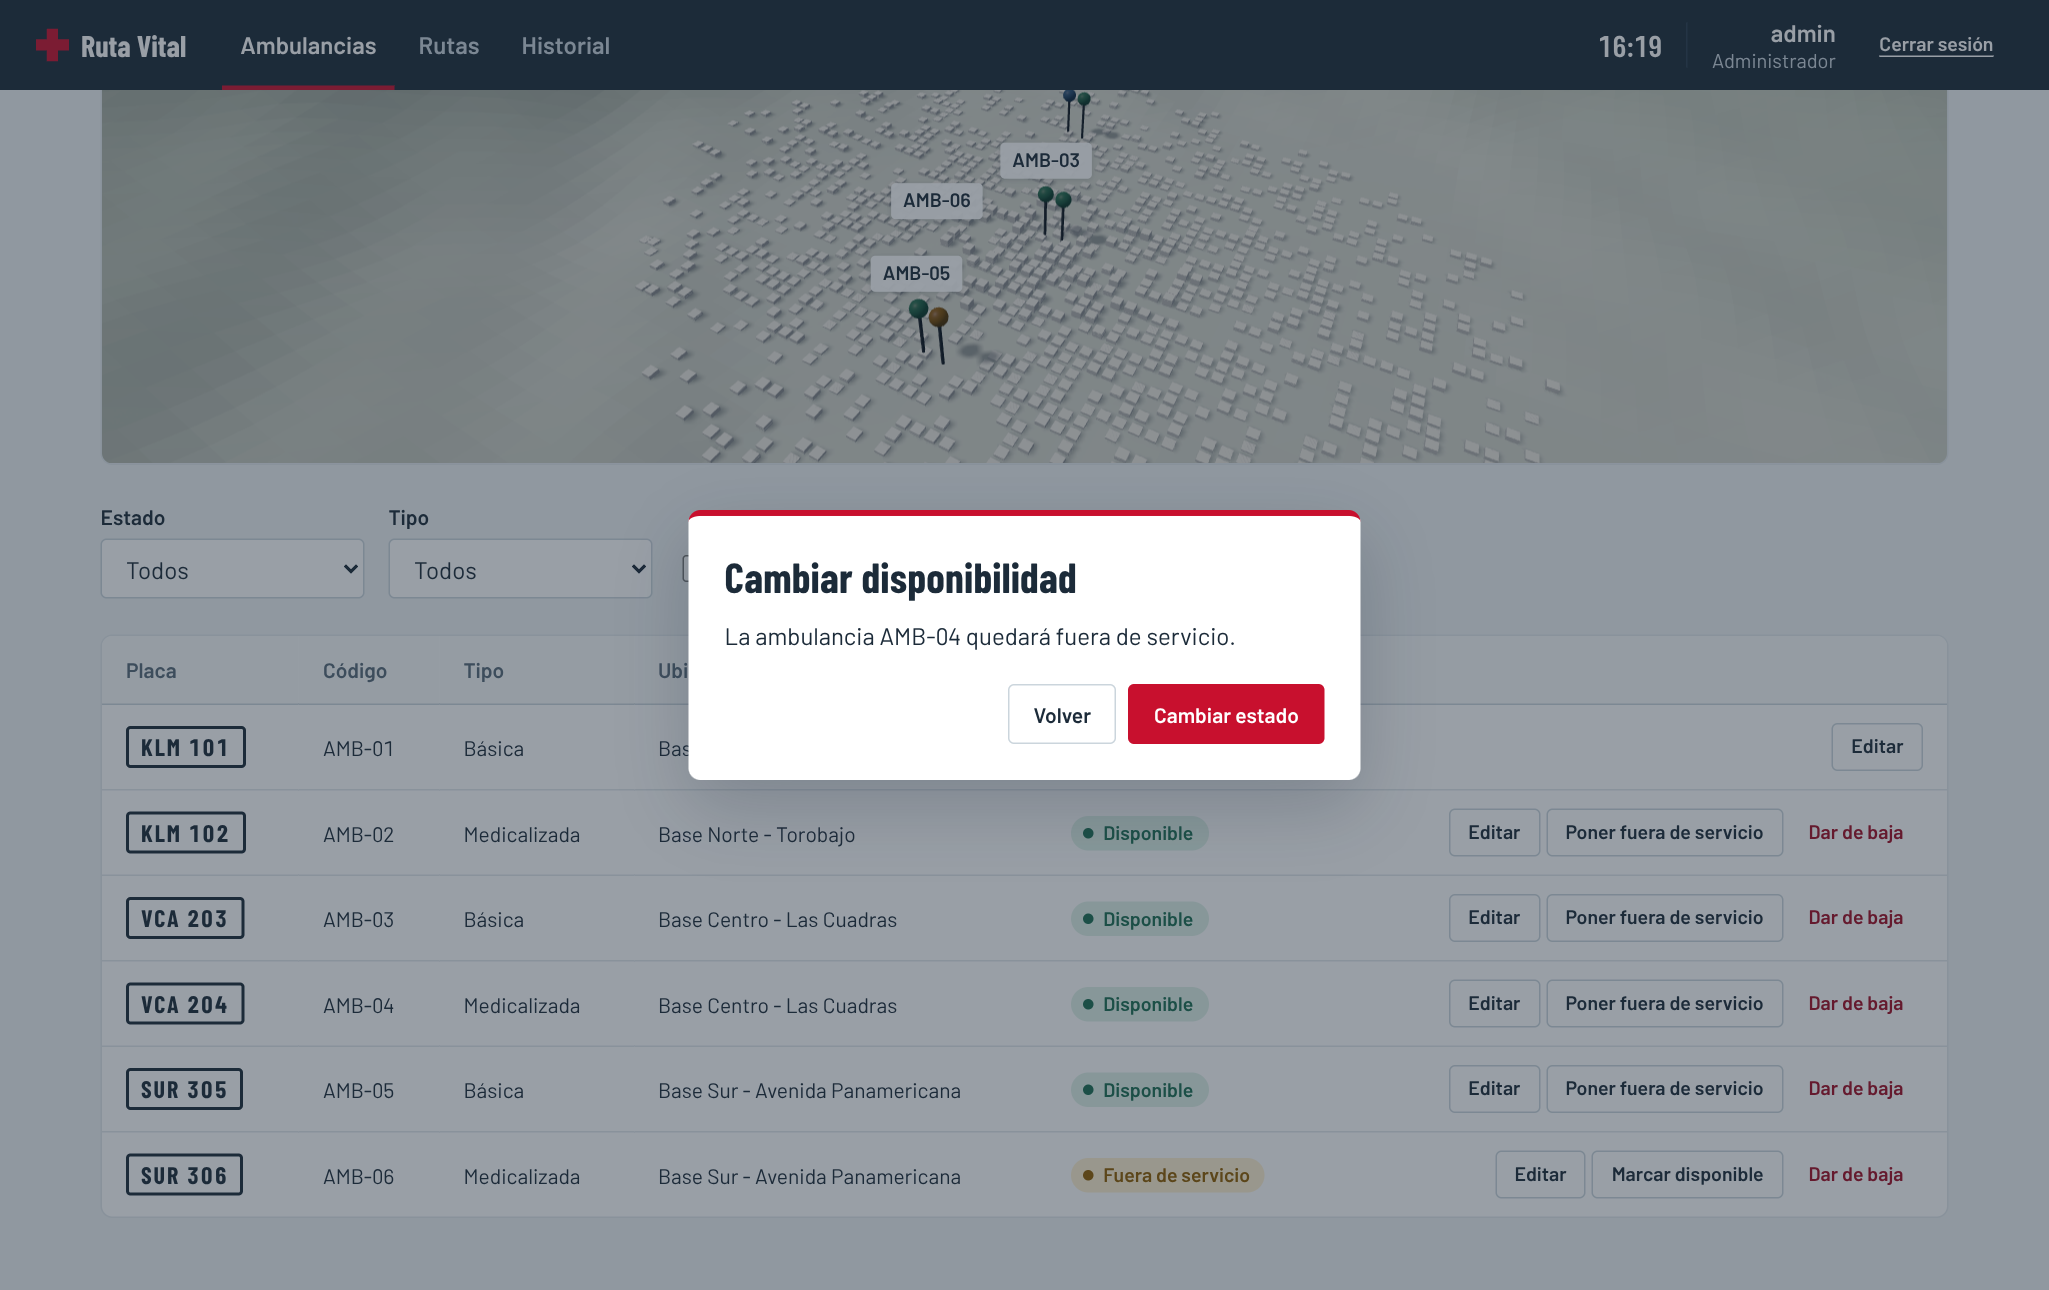 Ruta Vital Ambulancias Rutas Historial 16:19 admin Cerrar sesión
Administrador
AMB-03
AMB-06
AMB-05
Estado Tipo
Todos Todos
Cambiar disponibilidad
La ambulancia AMB-04 quedará fuera de servicio.
Volver Cambiar estado
Placa Código Tipo Ubi
KLM 101 AMB-01 Básica Bas Editar
KLM 102 AMB-02 Medicalizada Base Norte - Torobajo Disponible Editar Poner fuera de servicio Dar de baja
VCA 203 AMB-03 Básica Base Centro - Las Cuadras Disponible Editar Poner fuera de servicio Dar de baja
VCA 204 AMB-04 Medicalizada Base Centro - Las Cuadras Disponible Editar Poner fuera de servicio Dar de baja
SUR 305 AMB-05 Básica Base Sur - Avenida Panamericana Disponible Editar Poner fuera de servicio Dar de baja
SUR 306 AMB-06 Medicalizada Base Sur - Avenida Panamericana Fuera de servicio Editar Marcar disponible Dar de baja